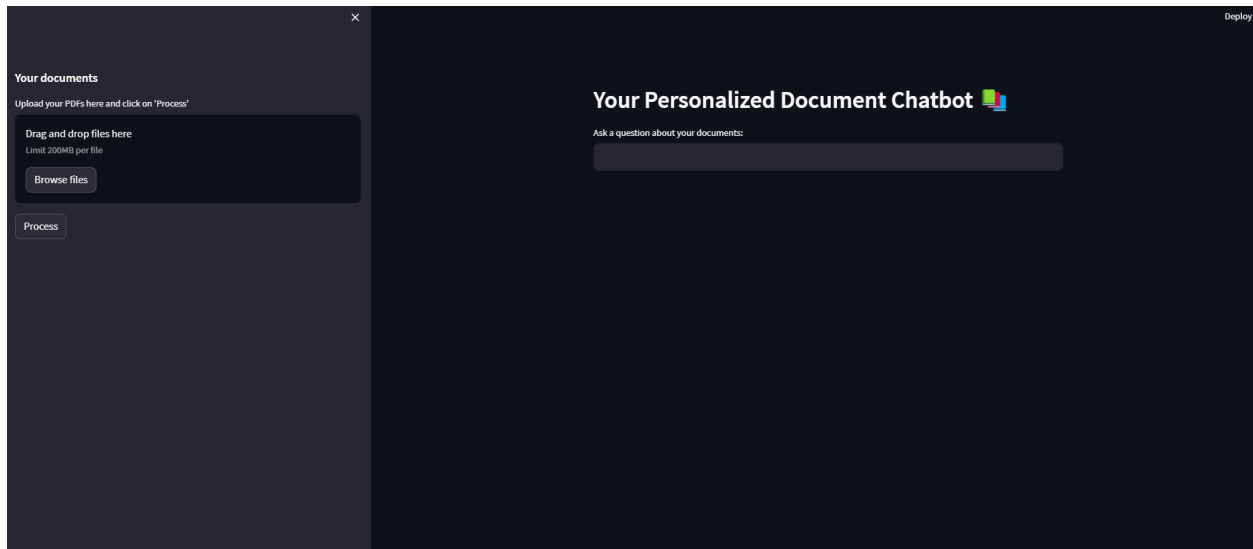 Deploy
Your documents
Upload your PDFs here and click on 'Process'
Drag and drop files here
Limit 200MB per file
Browse files
Process
Your Personalized Document Chatbot 📚
Ask a question about your documents: